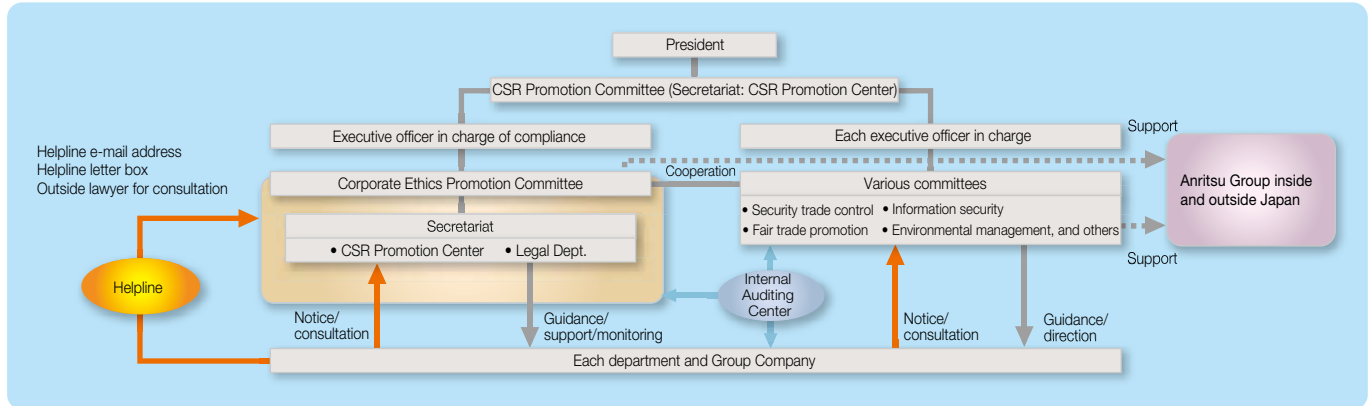 President
CSR Promotion Committee (Secretariat: CSR Promotion Center)
Executive officer in charge of compliance
Each executive officer in charge
Support
Helpline e-mail address
Helpline letter box
Outside lawyer for consultation
Corporate Ethics Promotion Committee
Cooperation
Various committees
Anritsu Group inside
and outside Japan
• Security trade control • Information security
• Fair trade promotion • Environmental management, and others
Secretariat
• CSR Promotion Center • Legal Dept.
Support
Helpline
Internal
Auditing
Center
Notice/
consultation
Guidance/
support/monitoring
Notice/
consultation
Guidance/
direction
Each department and Group Company